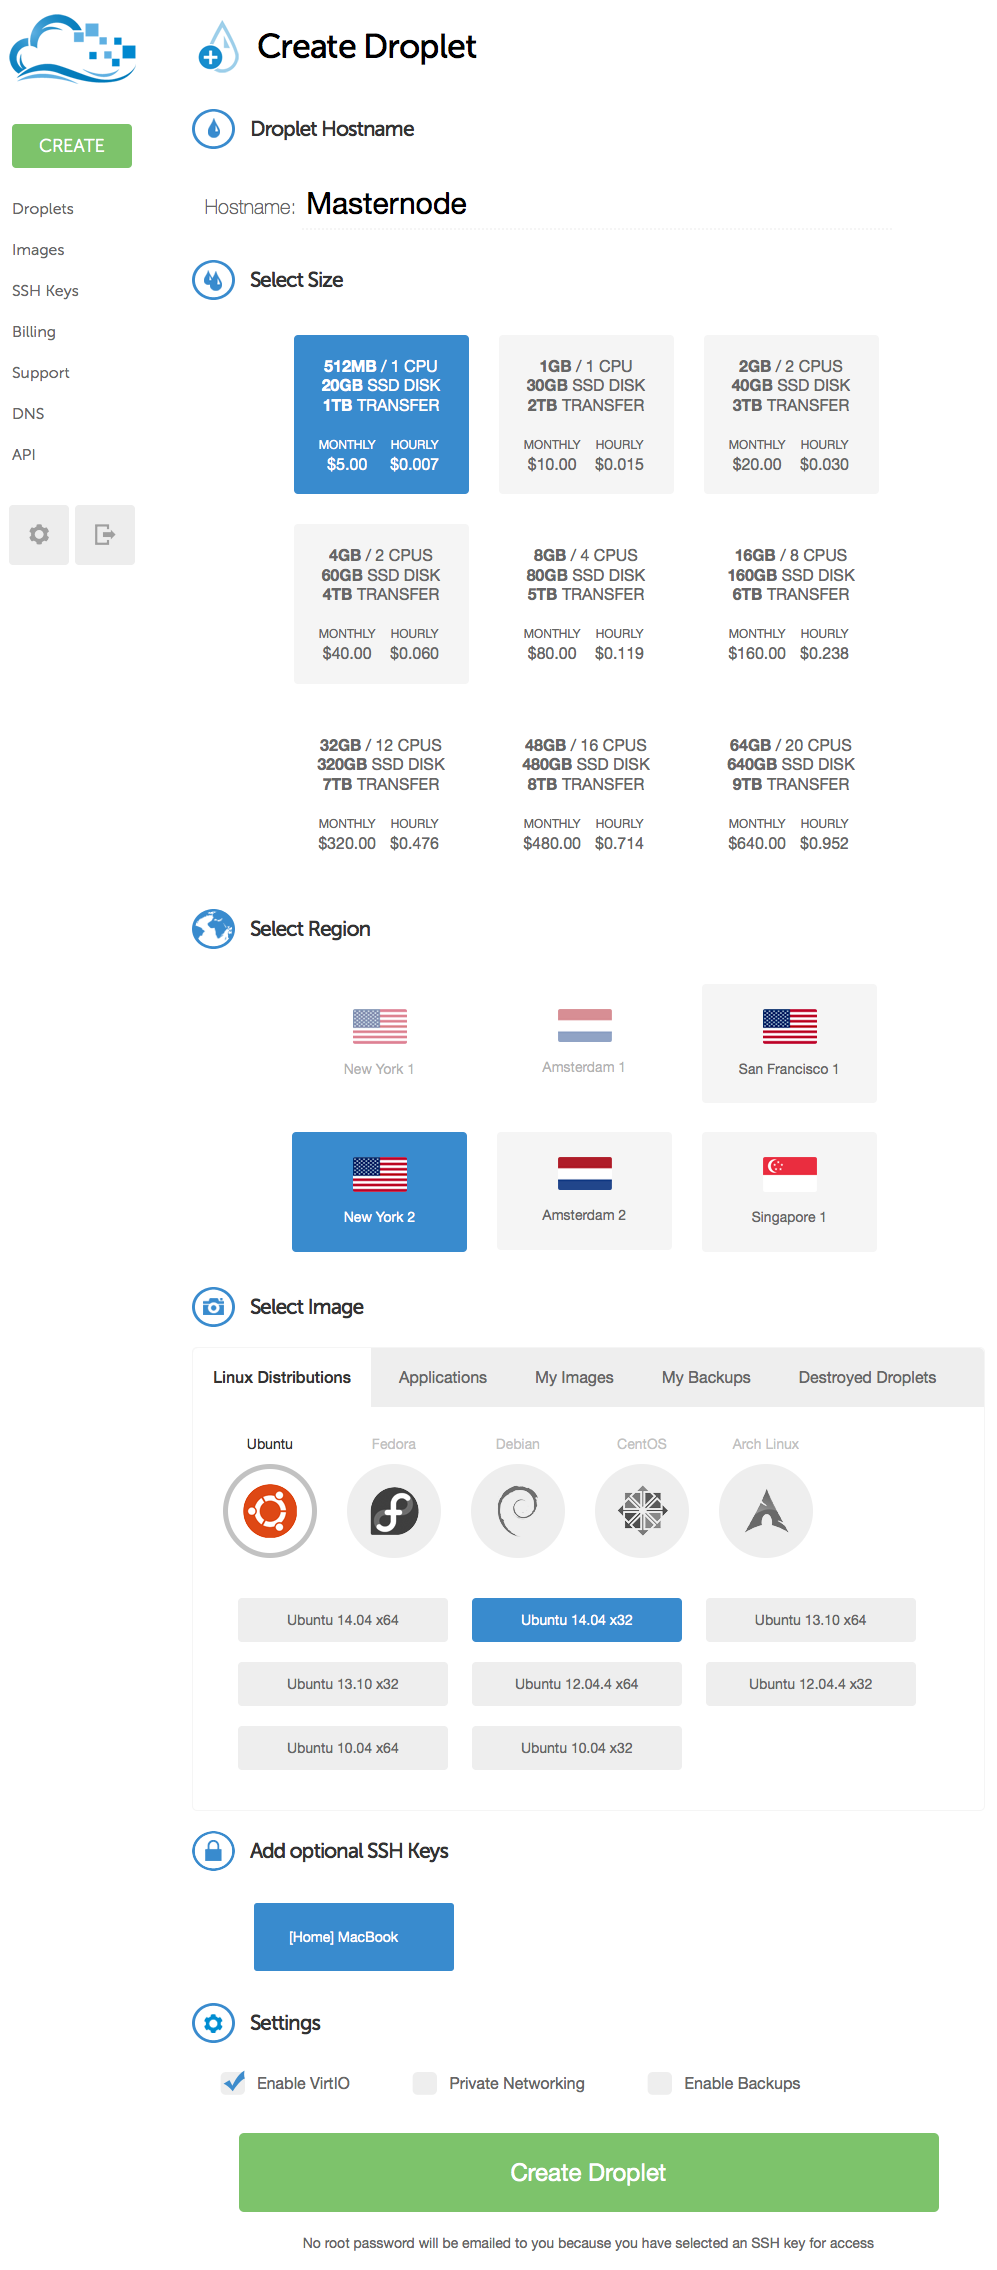 Create Droplet
CREATE
Droplets
Images
SSH Keys
Billing
Support
DNS
API
Droplet Hostname
Hostname: Masternode
Select Size
512MB / 1 CPU
20GB SSD DISK
1TB TRANSFER
MONTHLY HOURLY
$5.00 $0.007
1GB / 1 CPU
30GB SSD DISK
2TB TRANSFER
MONTHLY HOURLY
$10.00 $0.015
2GB / 2 CPUS
40GB SSD DISK
3TB TRANSFER
MONTHLY HOURLY
$20.00 $0.030
4GB / 2 CPUS
60GB SSD DISK
4TB TRANSFER
MONTHLY HOURLY
$40.00 $0.060
8GB / 4 CPUS
80GB SSD DISK
5TB TRANSFER
MONTHLY HOURLY
$80.00 $0.119
16GB / 8 CPUS
160GB SSD DISK
6TB TRANSFER
MONTHLY HOURLY
$160.00 $0.238
32GB / 12 CPUS
320GB SSD DISK
7TB TRANSFER
MONTHLY HOURLY
$320.00 $0.476
48GB / 16 CPUS
480GB SSD DISK
8TB TRANSFER
MONTHLY HOURLY
$480.00 $0.714
64GB / 20 CPUS
640GB SSD DISK
9TB TRANSFER
MONTHLY HOURLY
$640.00 $0.952
Select Region
New York 1
Amsterdam 1
San Francisco 1
New York 2
Amsterdam 2
Singapore 1
Select Image
Linux Distributions Applications My Images My Backups Destroyed Droplets
Ubuntu Fedora Debian CentOS Arch Linux
Ubuntu 14.04 x64
Ubuntu 14.04 x32
Ubuntu 13.10 x64
Ubuntu 13.10 x32
Ubuntu 12.04.4 x64
Ubuntu 12.04.4 x32
Ubuntu 10.04 x64
Ubuntu 10.04 x32
Add optional SSH Keys
[Home] MacBook
Settings
Enable VirtIO Private Networking Enable Backups
Create Droplet
No root password will be emailed to you because you have selected an SSH key for access